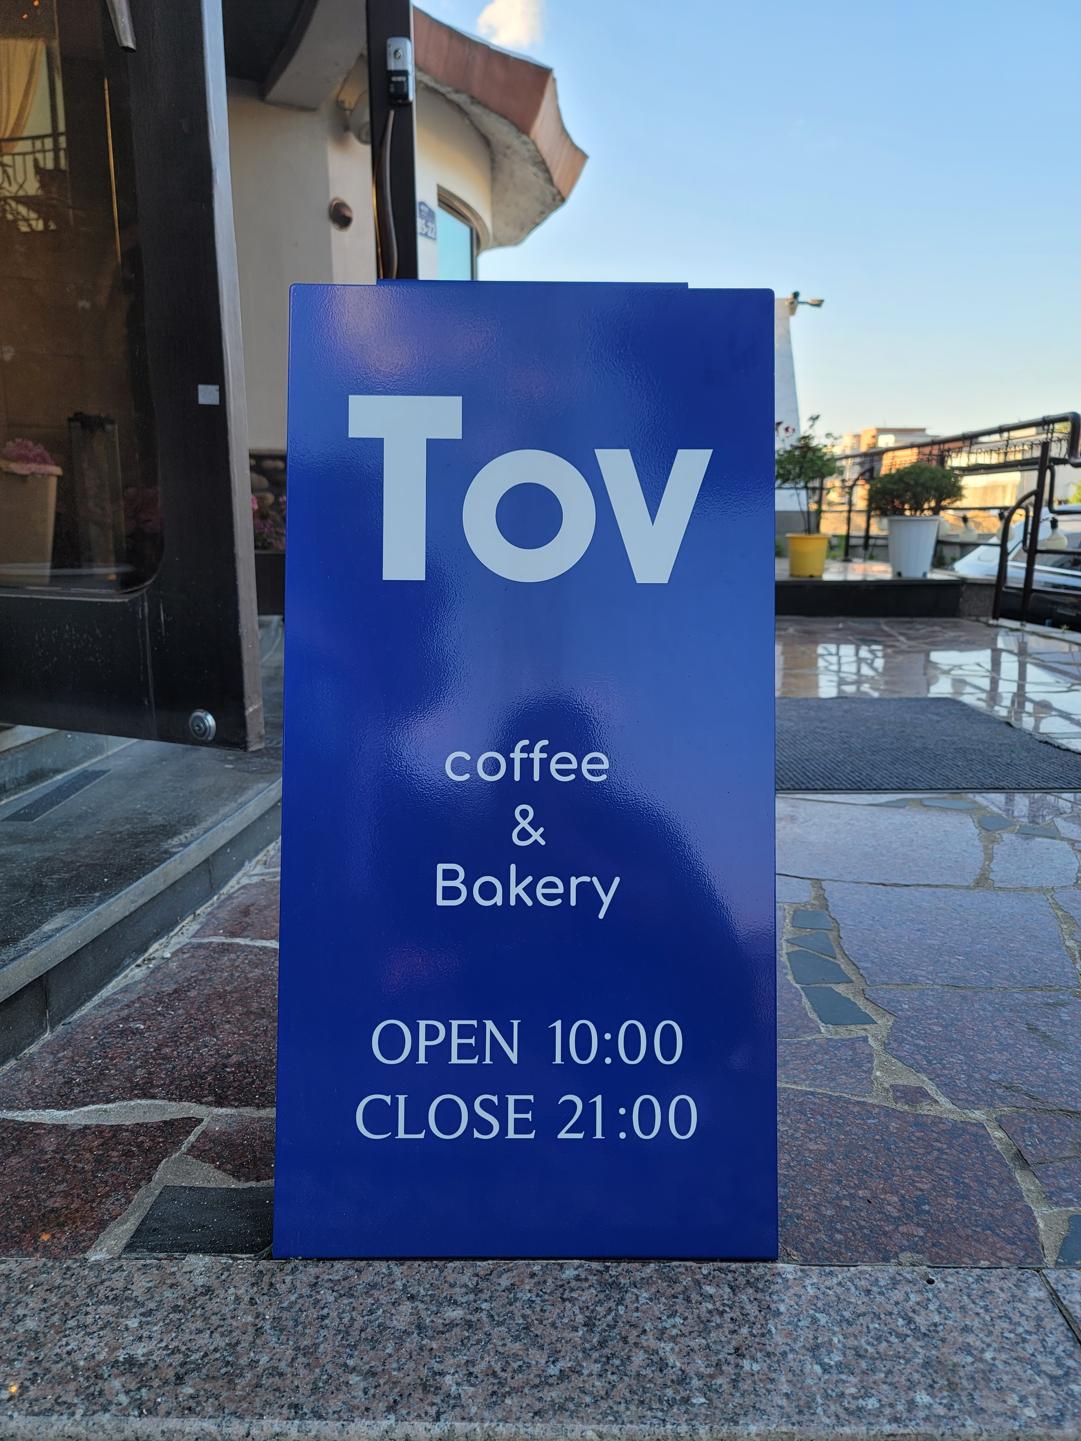 Tov
coffee
&
Bakery
OPEN 10:00
CLOSE 21:00